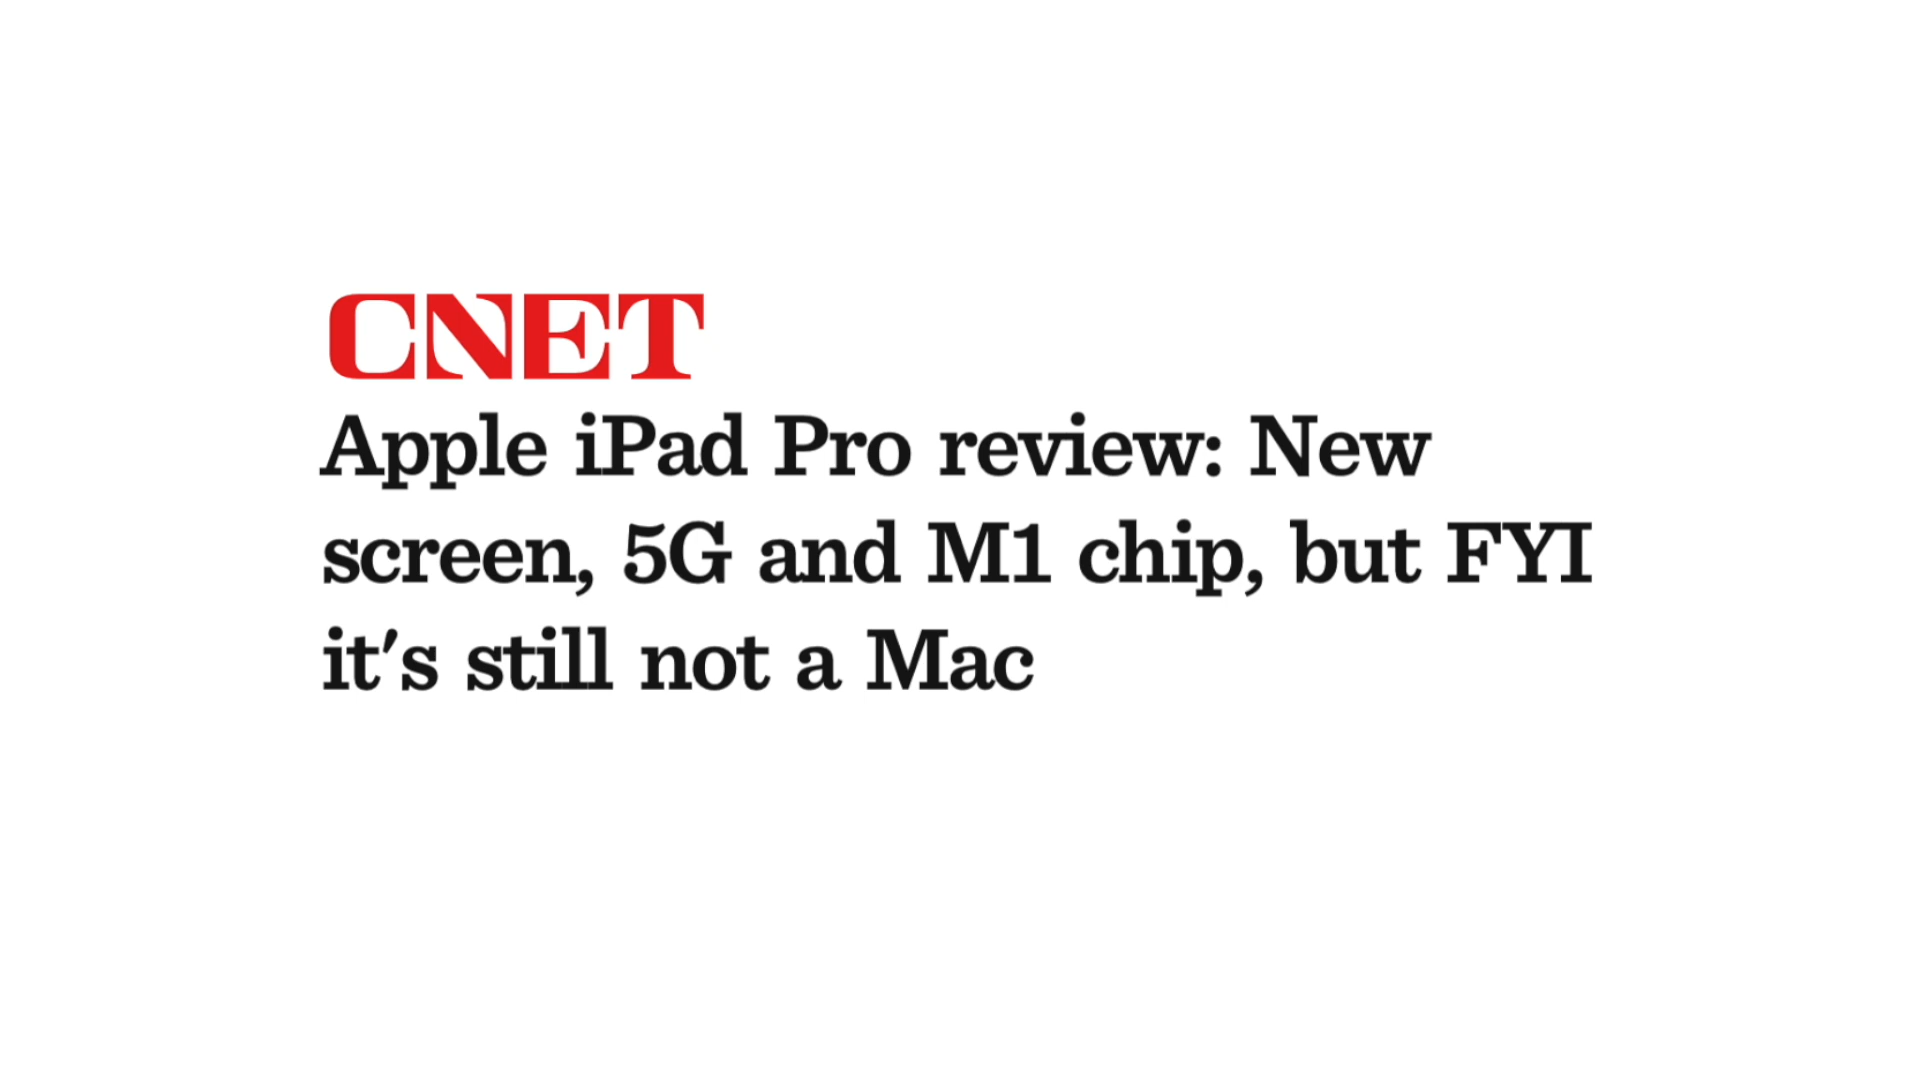 CNET
Apple iPad Pro review: New
screen, 5G and M1 chip, but FYI
it's still not a Mac